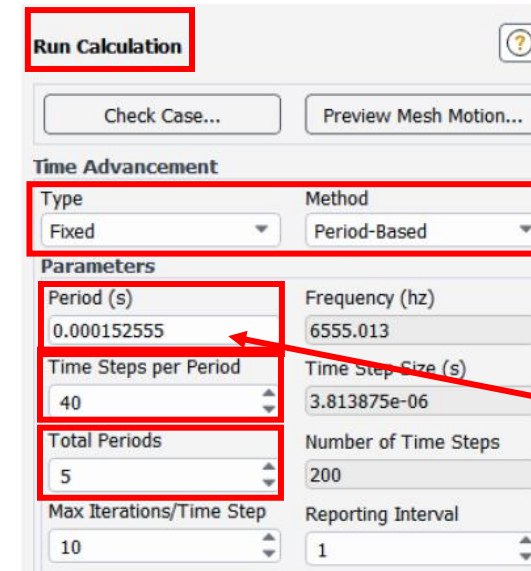 Run Calculation
?
Check Case... Preview Mesh Motion...
Time Advancement
Type Method
Fixed Period-Based
Parameters
Period (s) Frequency (hz)
0.000152555 6555.013
Time Steps per Period Time Step Size (s)
40 3.813875e-06
Total Periods Number of Time Steps
5 200
Max Iterations/Time Step Reporting Interval
10 1